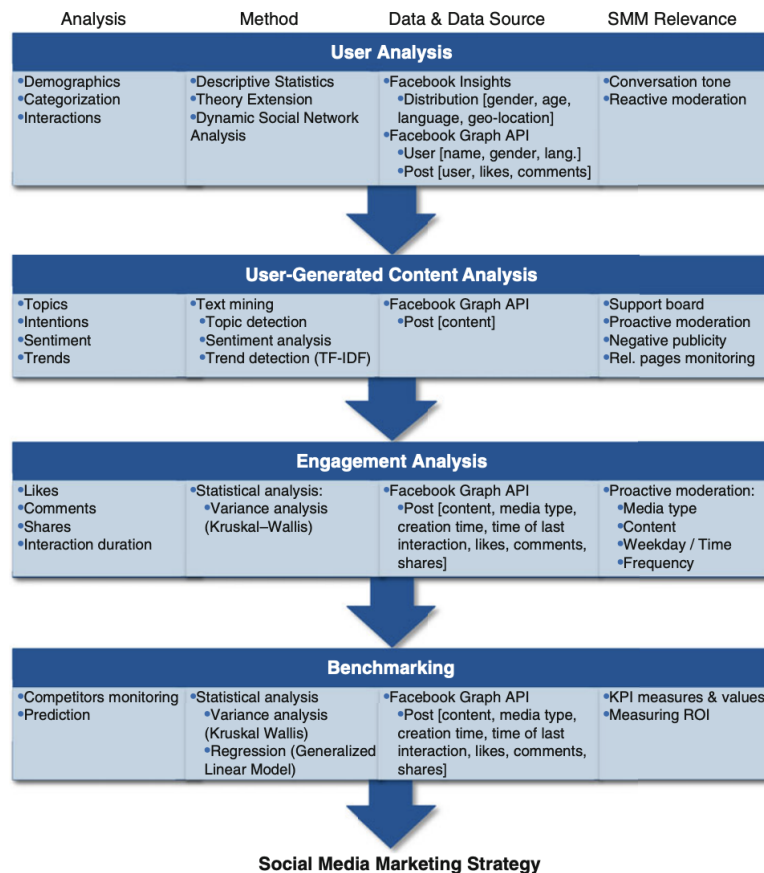 Analysis Method Data & Data Source SMM Relevance
User Analysis
•Demographics
•Categorization
•Interactions
•Descriptive Statistics
•Theory Extension
•Dynamic Social Network
Analysis
•Facebook Insights
•Distribution [gender, age,
language, geo-location]
•Facebook Graph API
•User [name, gender, lang.]
•Post [user, likes, comments]
•Conversation tone
•Reactive moderation
User-Generated Content Analysis
•Topics
•Intentions
•Sentiment
•Trends
•Text mining
•Topic detection
•Sentiment analysis
•Trend detection (TF-IDF)
•Facebook Graph API
•Post [content]
•Support board
•Proactive moderation
•Negative publicity
•Rel. pages monitoring
Engagement Analysis
•Likes
•Comments
•Shares
•Interaction duration
•Statistical analysis:
•Variance analysis
(Kruskal–Wallis)
•Facebook Graph API
•Post [content, media type,
creation time, time of last
interaction, likes, comments,
shares]
•Proactive moderation:
•Media type
•Content
•Weekday / Time
•Frequency
Benchmarking
•Competitors monitoring
•Prediction
•Statistical analysis
•Variance analysis
(Kruskal Wallis)
•Regression (Generalized
Linear Model)
•Facebook Graph API
•Post [content, media type,
creation time, time of last
interaction, likes, comments,
shares]
•KPI measures & values
•Measuring ROI
Social Media Marketing Strategy